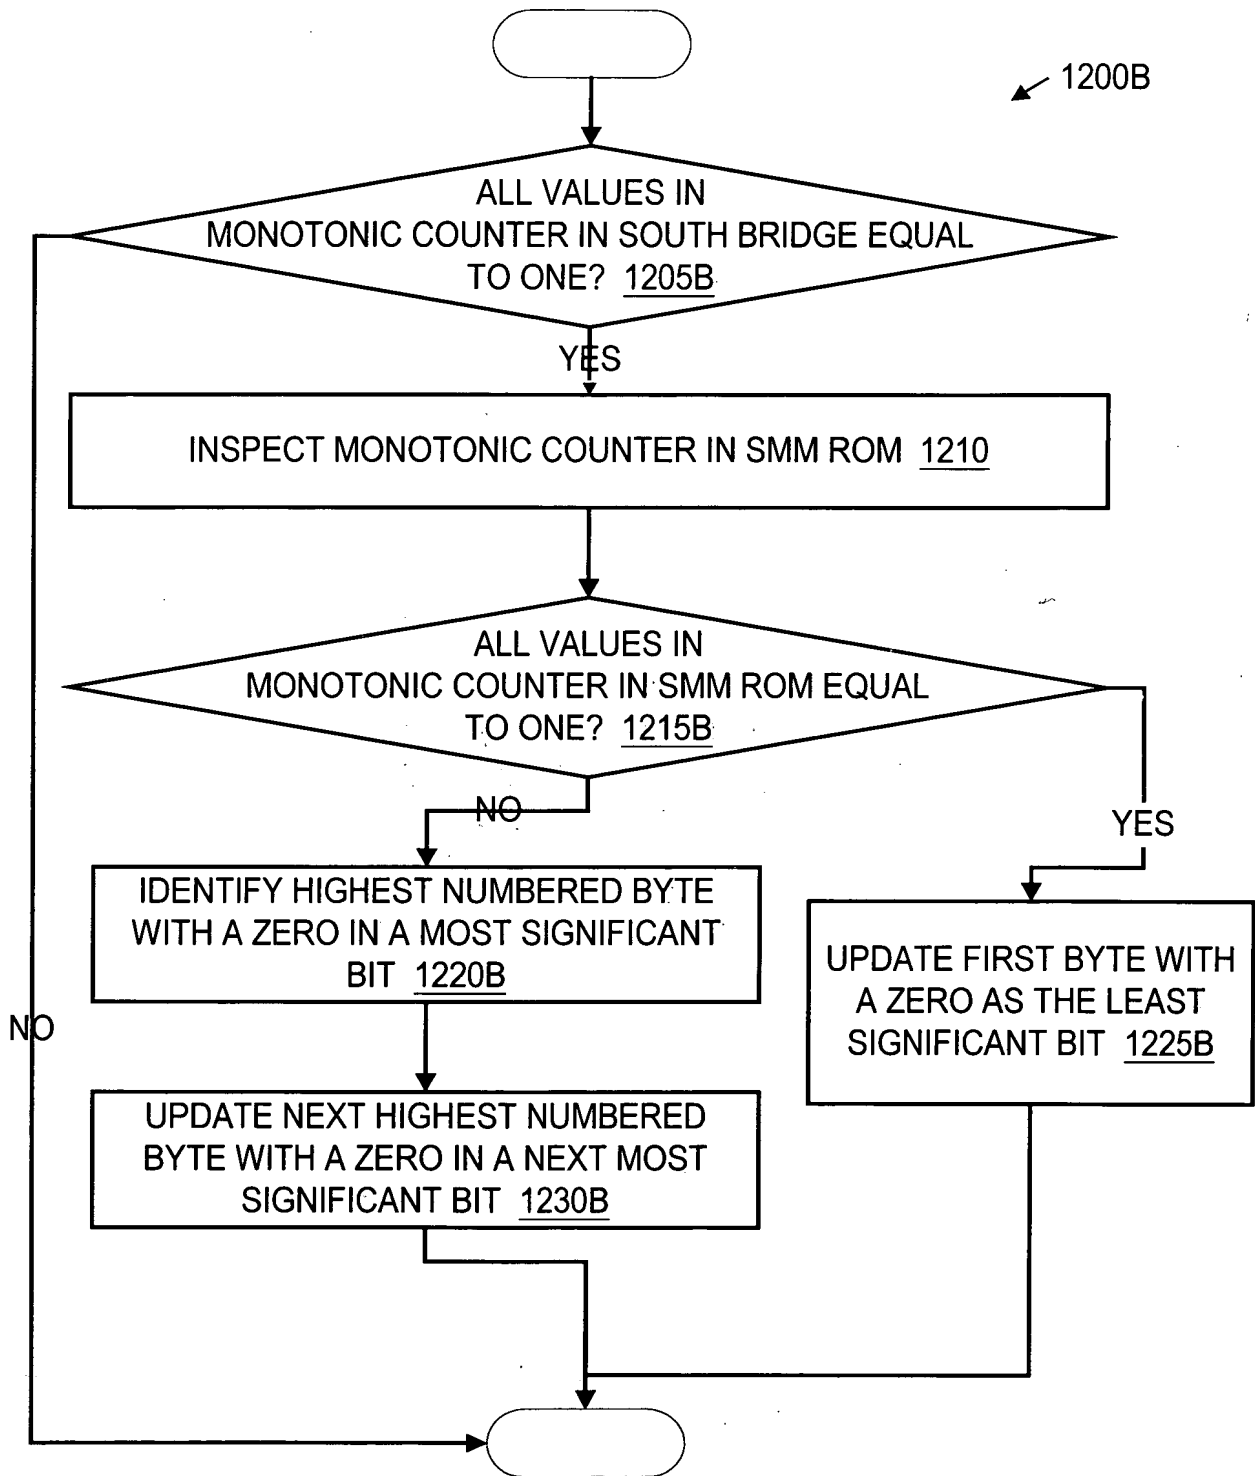 1200B
ALL VALUES IN
MONOTONIC COUNTER IN SOUTH BRIDGE EQUAL
TO ONE? 1205B
YES
INSPECT MONOTONIC COUNTER IN SMM ROM 1210
ALL VALUES IN
MONOTONIC COUNTER IN SMM ROM EQUAL
TO ONE? 1215B
NO
YES
IDENTIFY HIGHEST NUMBERED BYTE
WITH A ZERO IN A MOST SIGNIFICANT
BIT 1220B
UPDATE FIRST BYTE WITH
A ZERO AS THE LEAST
SIGNIFICANT BIT 1225B
NO
UPDATE NEXT HIGHEST NUMBERED
BYTE WITH A ZERO IN A NEXT MOST
SIGNIFICANT BIT 1230B